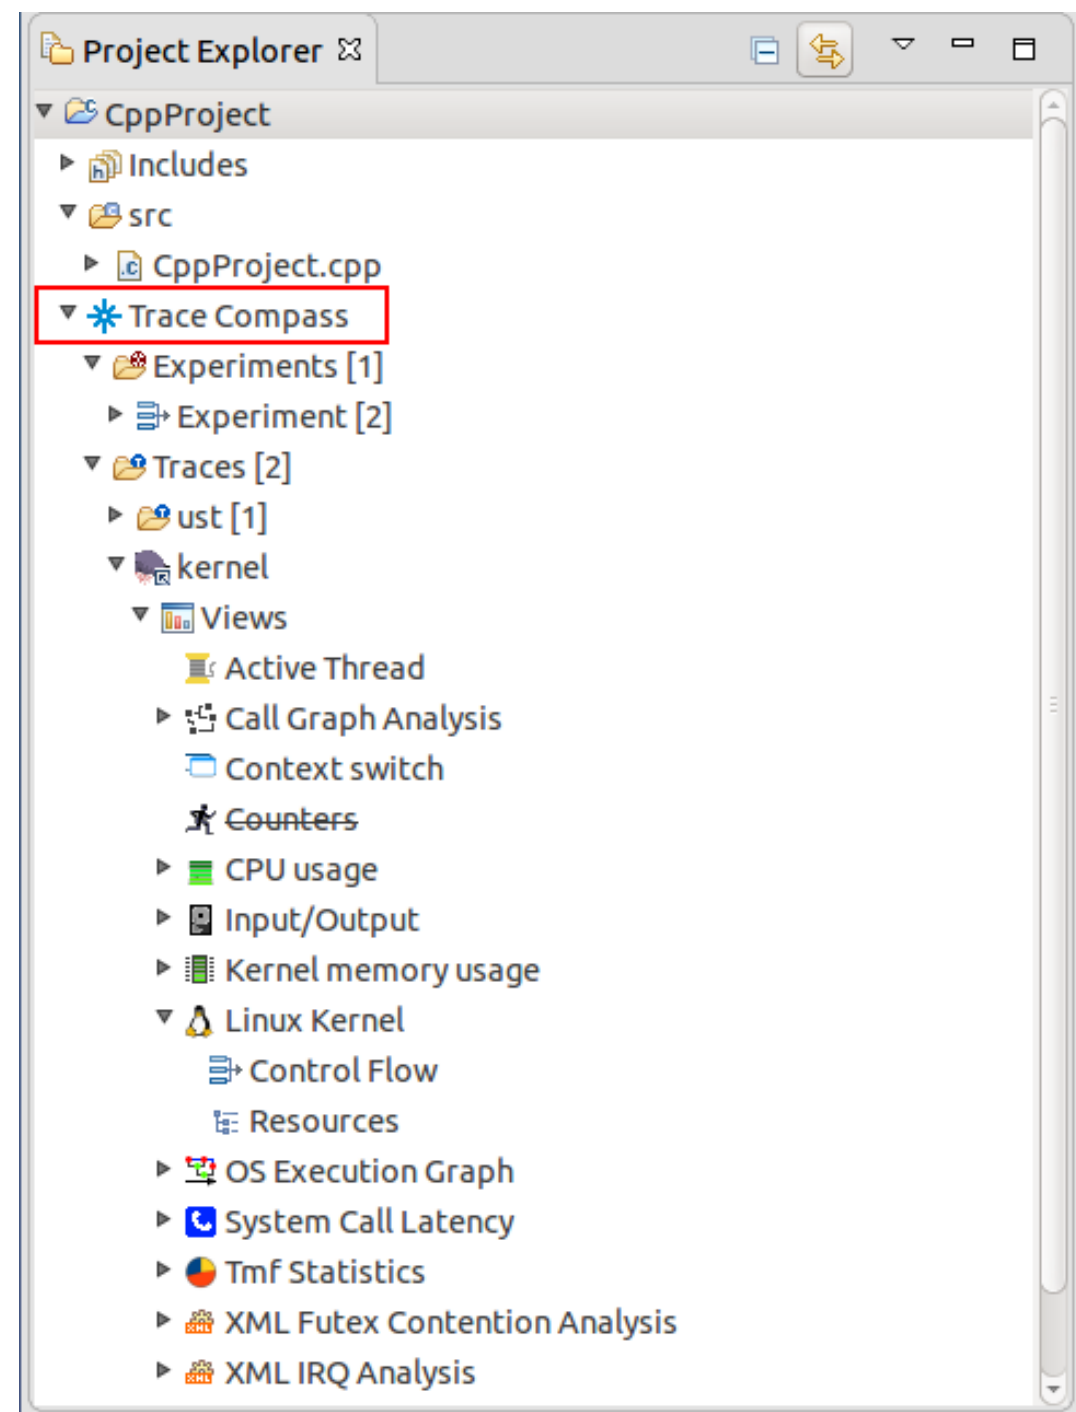 Project Explorer
CppProject
Includes
src
CppProject.cpp
Trace Compass
Experiments [1]
Experiment [2]
Traces [2]
ust [1]
kernel
Views
Active Thread
Call Graph Analysis
Context switch
Counters
CPU usage
Input/Output
Kernel memory usage
Linux Kernel
Control Flow
Resources
OS Execution Graph
System Call Latency
Tmf Statistics
XML Futex Contention Analysis
XML IRQ Analysis